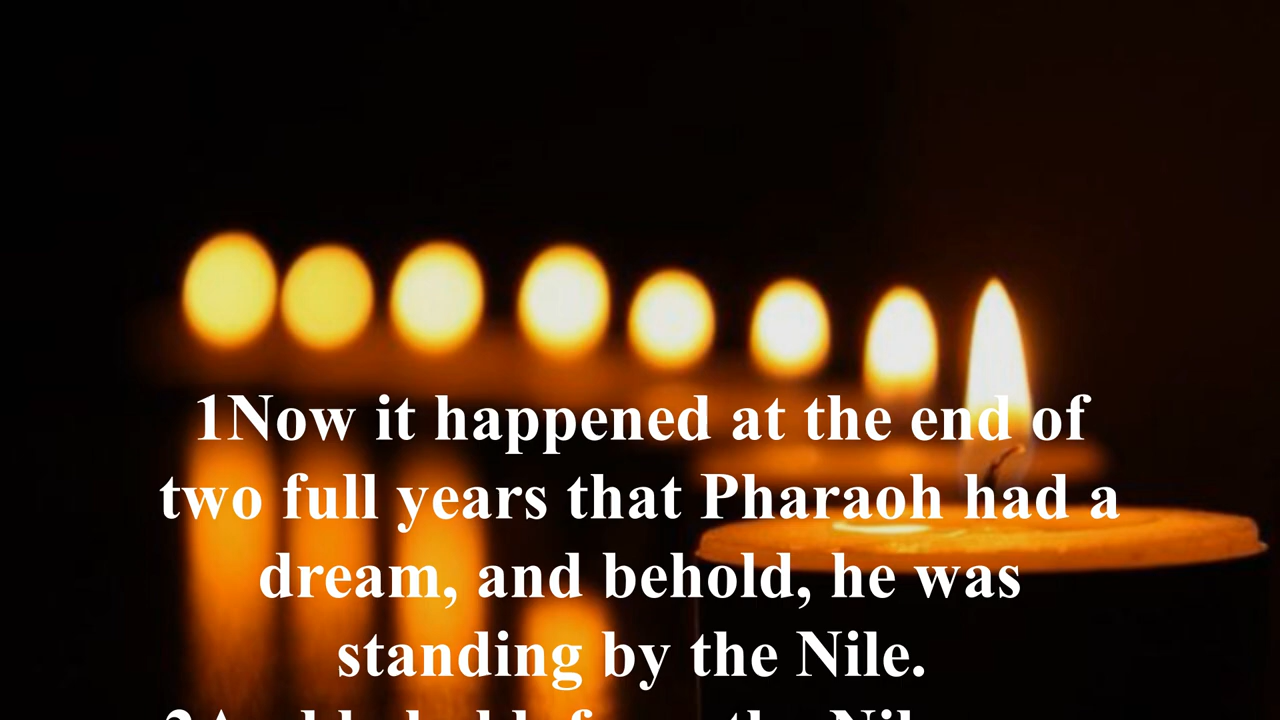 1Now it happened at the end of
two full years that Pharaoh had a
dream, and behold, he was
standing by the Nile.